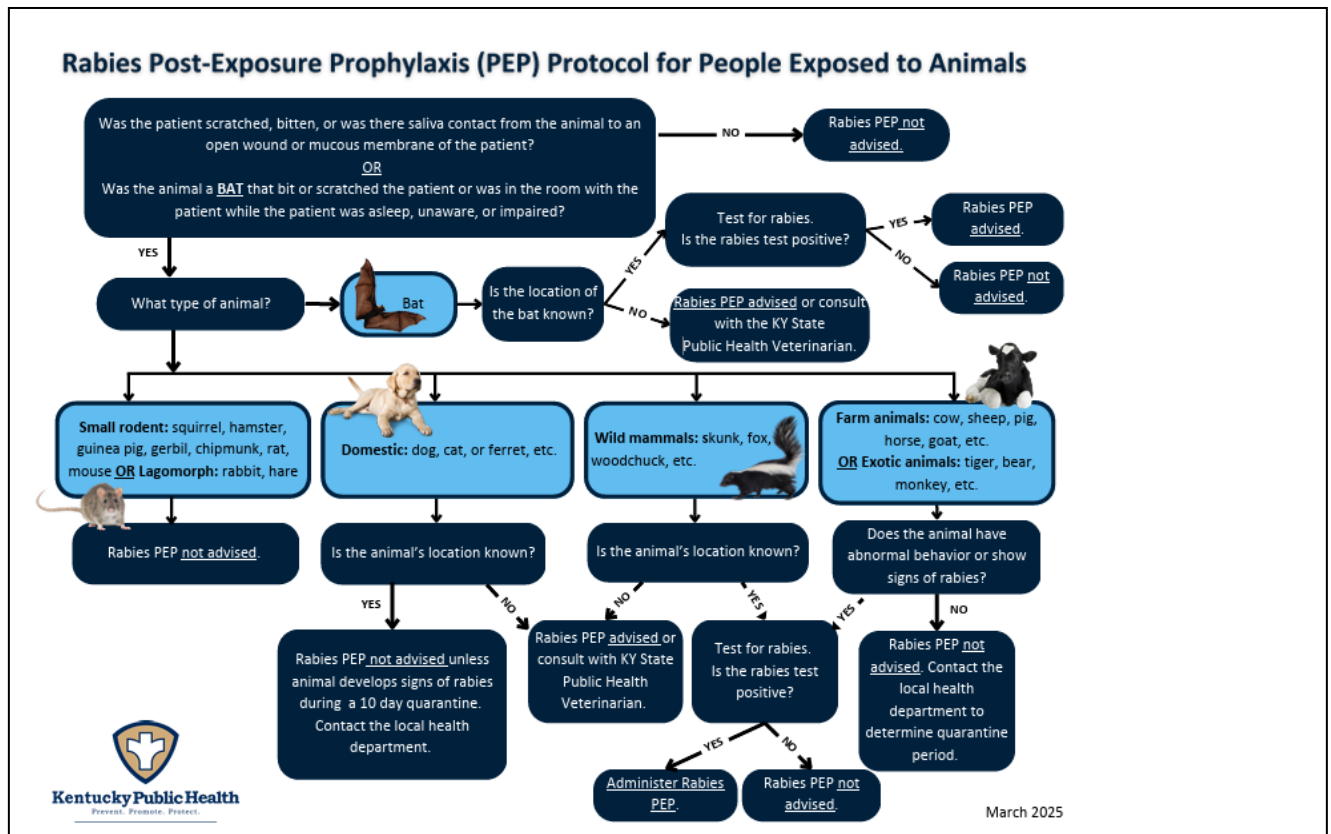 Rabies Post-Exposure Prophylaxis (PEP) Protocol for People Exposed to Animals
Was the patient scratched, bitten, or was there saliva contact from the animal to an
open wound or mucous membrane of the patient?
OR
Was the animal a BAT that bit or scratched the patient or was in the room with the
patient while the patient was asleep, unaware, or impaired?
NO
Rabies PEP not
advised.
YES
What type of animal?
Bat
Is the location of
the bat known?
YES
Test for rabies.
Is the rabies test positive?
YES
Rabies PEP
advised.
NO
Rabies PEP not
advised.
NO
Rabies PEP advised or consult
with the KY State
Public Health Veterinarian.
Small rodent: squirrel, hamster,
guinea pig, gerbil, chipmunk, rat,
mouse OR Lagomorph: rabbit, hare
Domestic: dog, cat, or ferret, etc.
Wild mammals: skunk, fox,
woodchuck, etc.
Farm animals: cow, sheep, pig,
horse, goat, etc.
OR Exotic animals: tiger, bear,
monkey, etc.
Rabies PEP not advised.
Is the animal's location known?
Is the animal's location known?
Does the animal have
abnormal behavior or show
signs of rabies?
YES
NO
NO
YES
YES
NO
Rabies PEP not advised unless
animal develops signs of rabies
during a 10 day quarantine.
Contact the local health
department.
Rabies PEP advised or
consult with KY State
Public Health
Veterinarian.
Test for rabies.
Is the rabies test
positive?
Rabies PEP not
advised. Contact the
local health
department to
determine quarantine
period.
YES
NO
Administer Rabies
PEP.
Rabies PEP not
advised.
Kentucky Public Health
Prevent. Promote. Protect.
March 2025